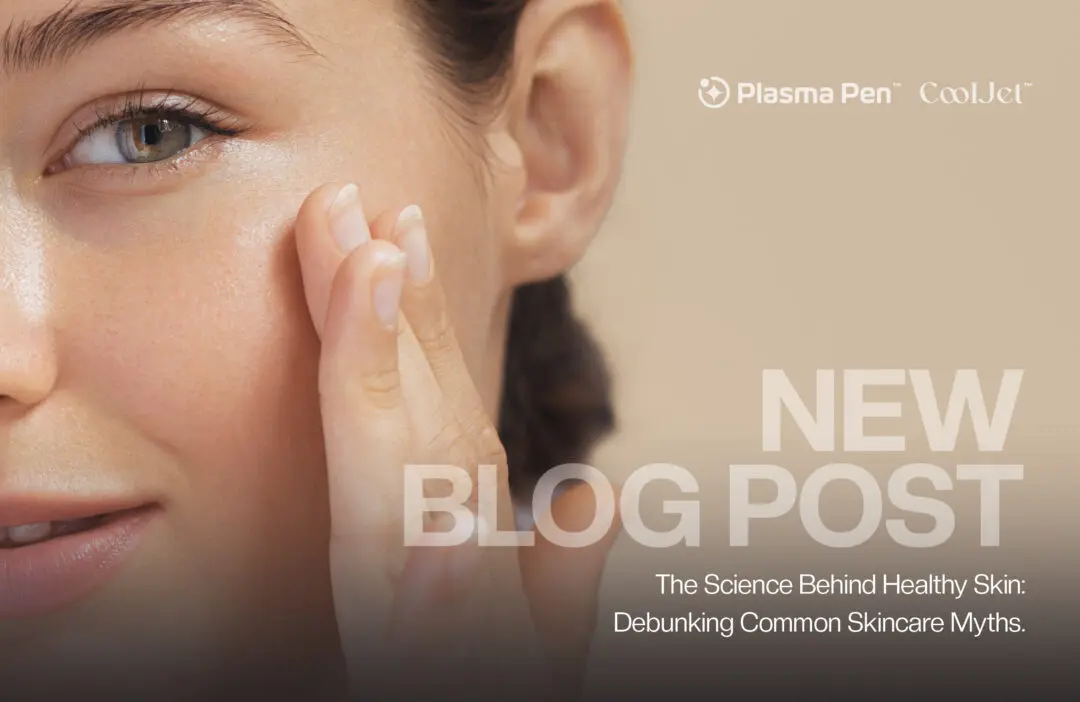 Plasma Pen™ CoolJet™
NEW
BLOG POST
The Science Behind Healthy Skin:
Debunking Common Skincare Myths.